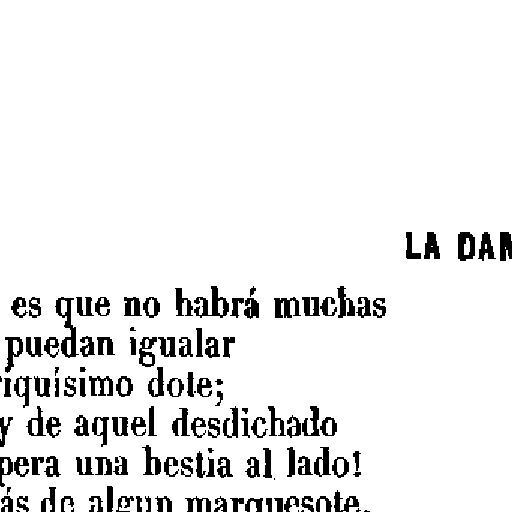 LA DAM
es que no habrá muchas
puedan igualar
riquísimo dote;
y de aquel desdichado
pera una bestia al lado!
ás de algun marquesote,